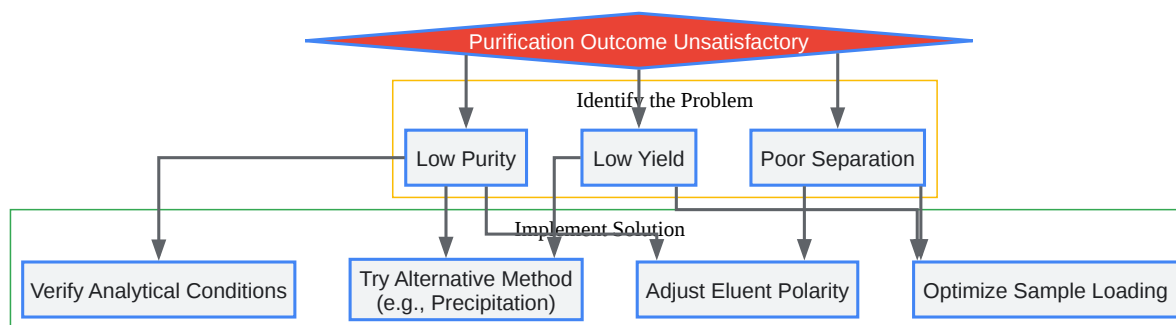 Purification Outcome Unsatisfactory
Identify the Problem
Low Purity
Low Yield
Poor Separation
Implement Solution
Verify Analytical Conditions
Try Alternative Method
(e.g., Precipitation)
Adjust Eluent Polarity
Optimize Sample Loading